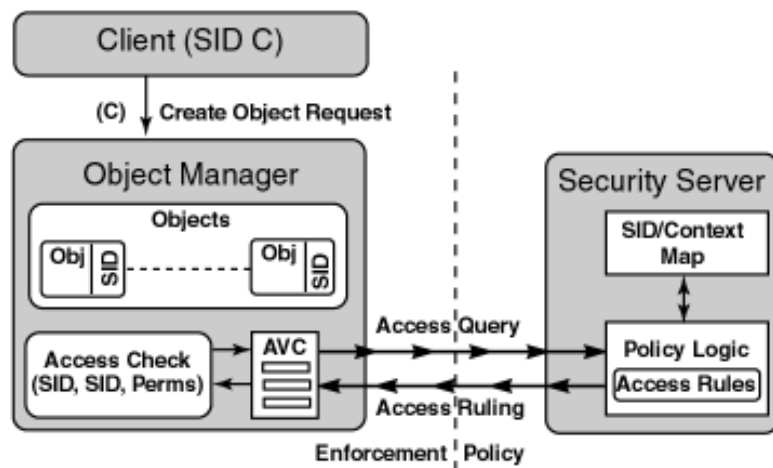 Client (SID C)
(C) Create Object Request
Object Manager
Objects
Obj SID
Obj SID
Access Check
(SID, SID, Perms)
AVC
Access Query
Access Ruling
Enforcement Policy
Security Server
SID/Context
Map
Policy Logic
Access Rules